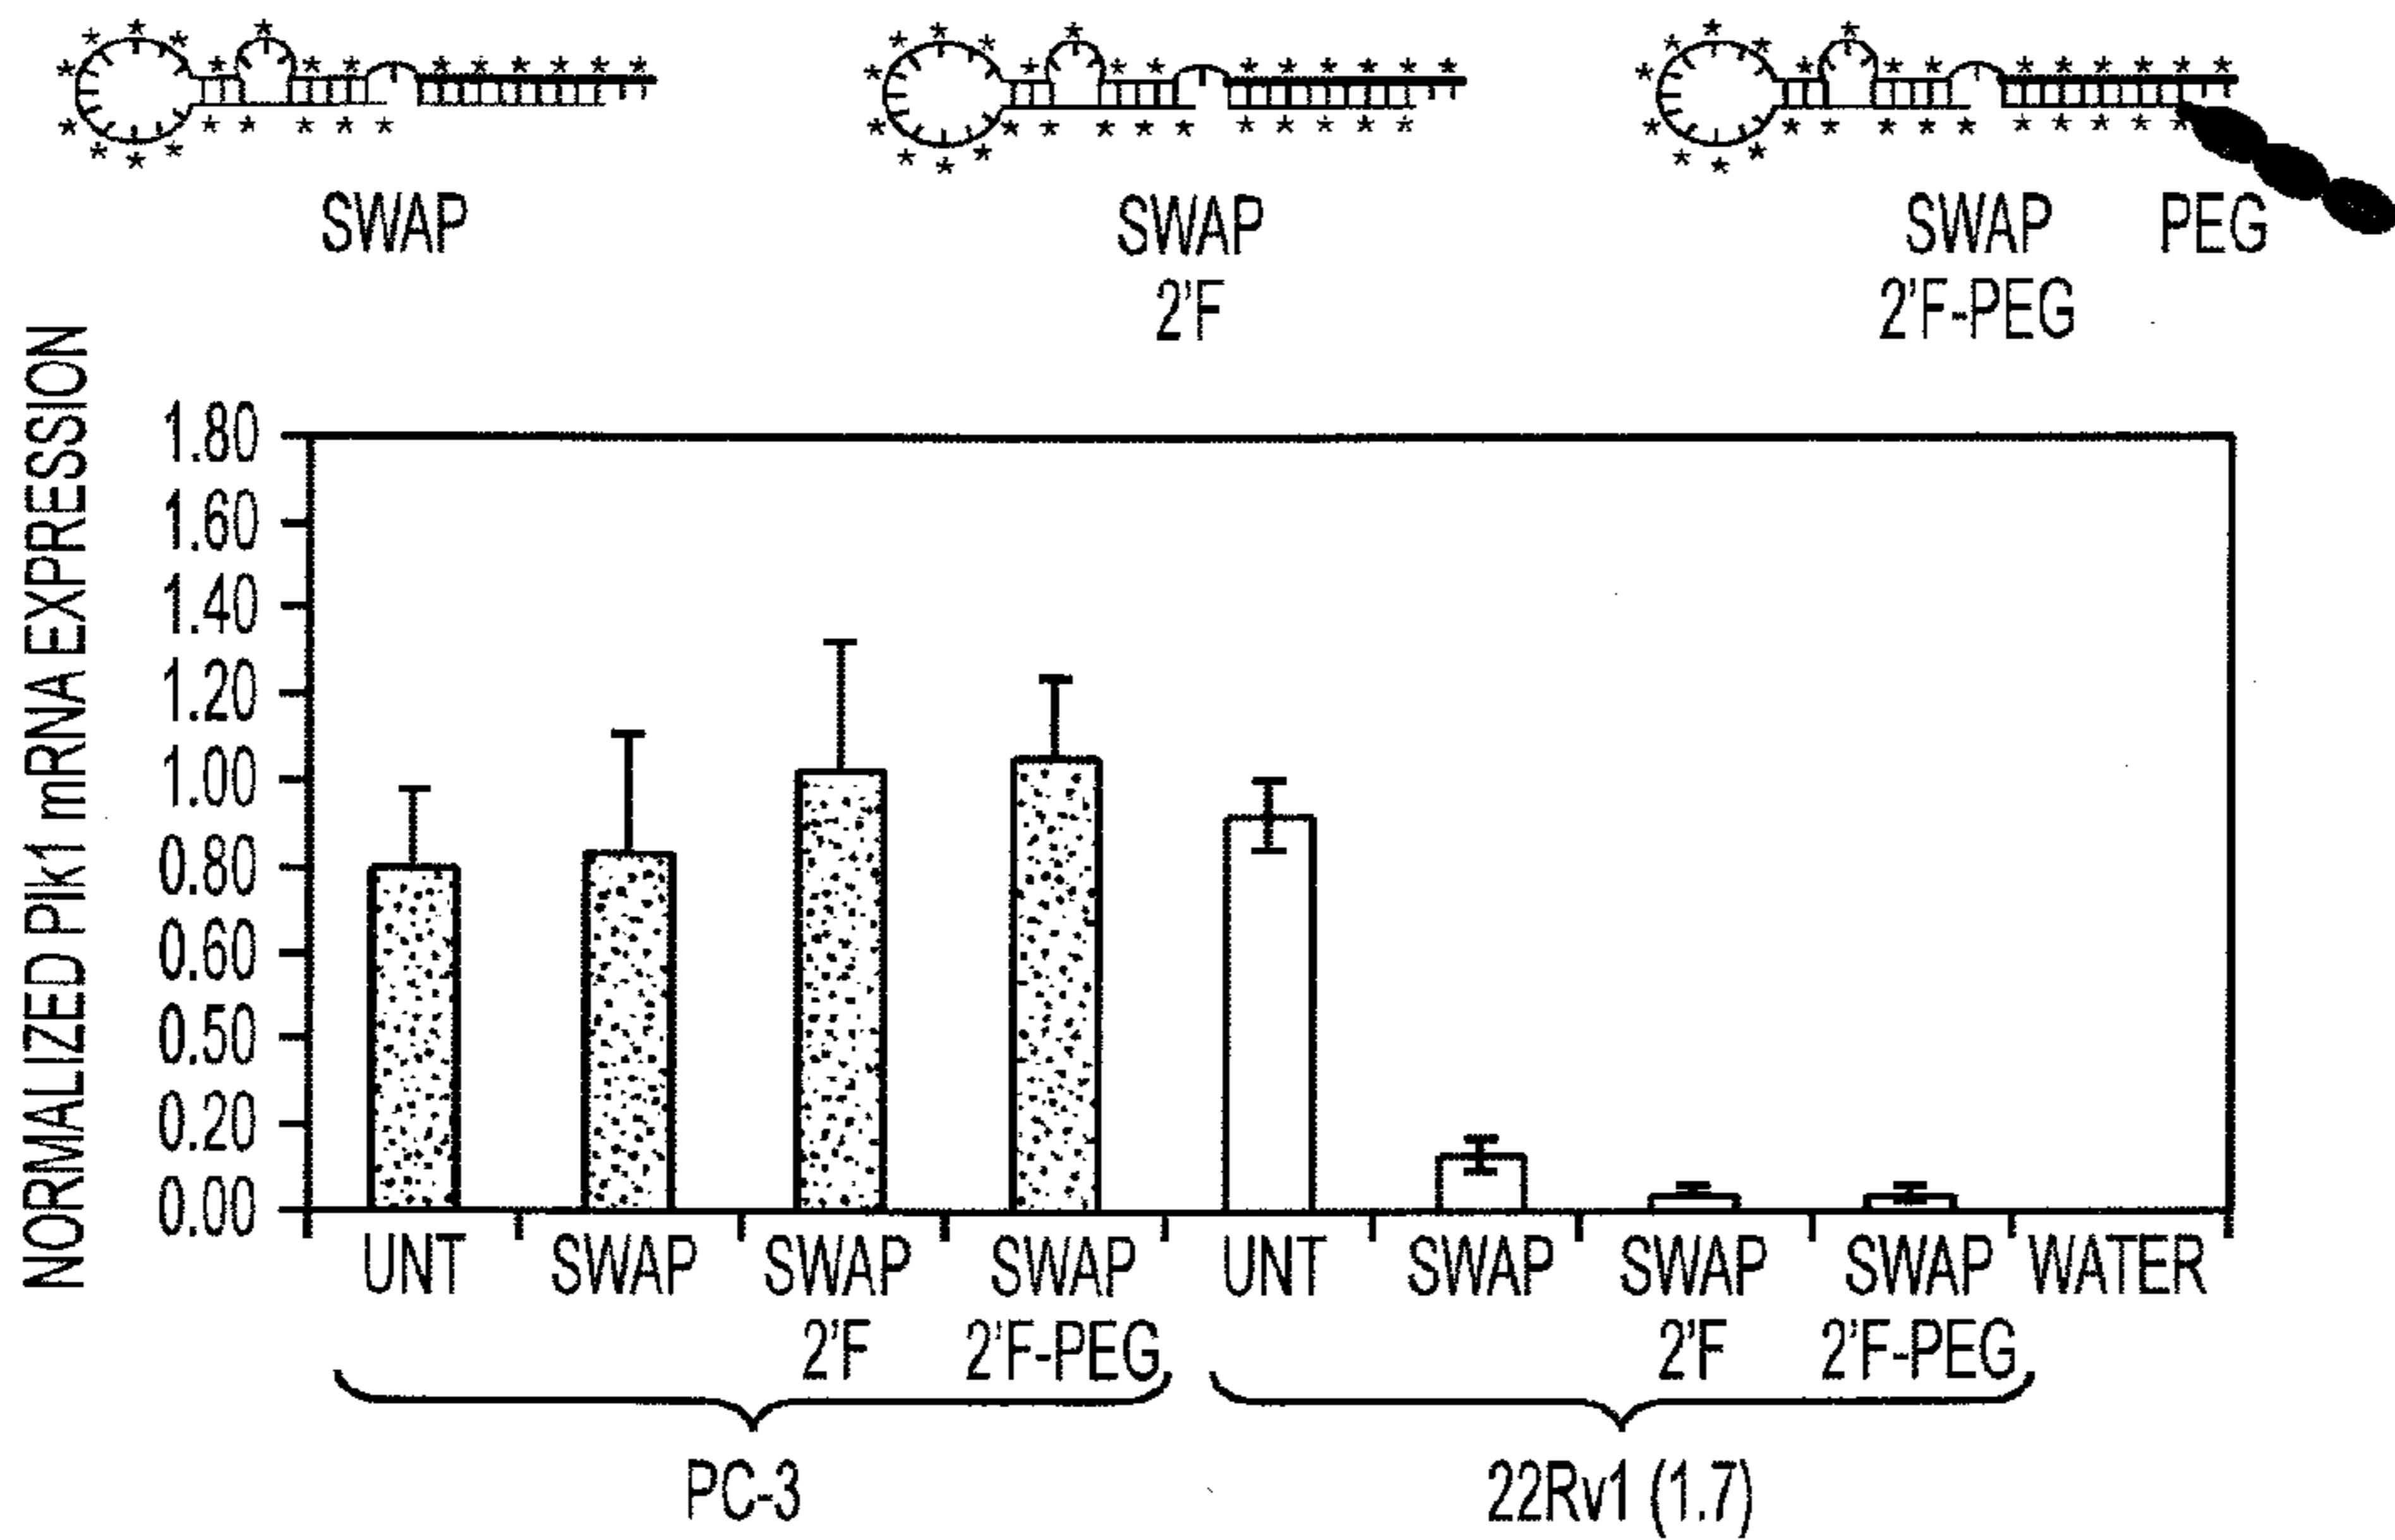 SWAP
SWAP
2'F
SWAP
2'F-PEG
PEG
NORMALIZED Plk1 mRNA EXPRESSION
1.80
1.60
1.40
1.20
1.00
0.80
0.60
0.50
0.20
0.00
UNT SWAP SWAP SWAP UNT SWAP SWAP SWAP WATER
2'F 2'F-PEG 2'F 2'F-PEG
PC-3 22Rv1 (1.7)